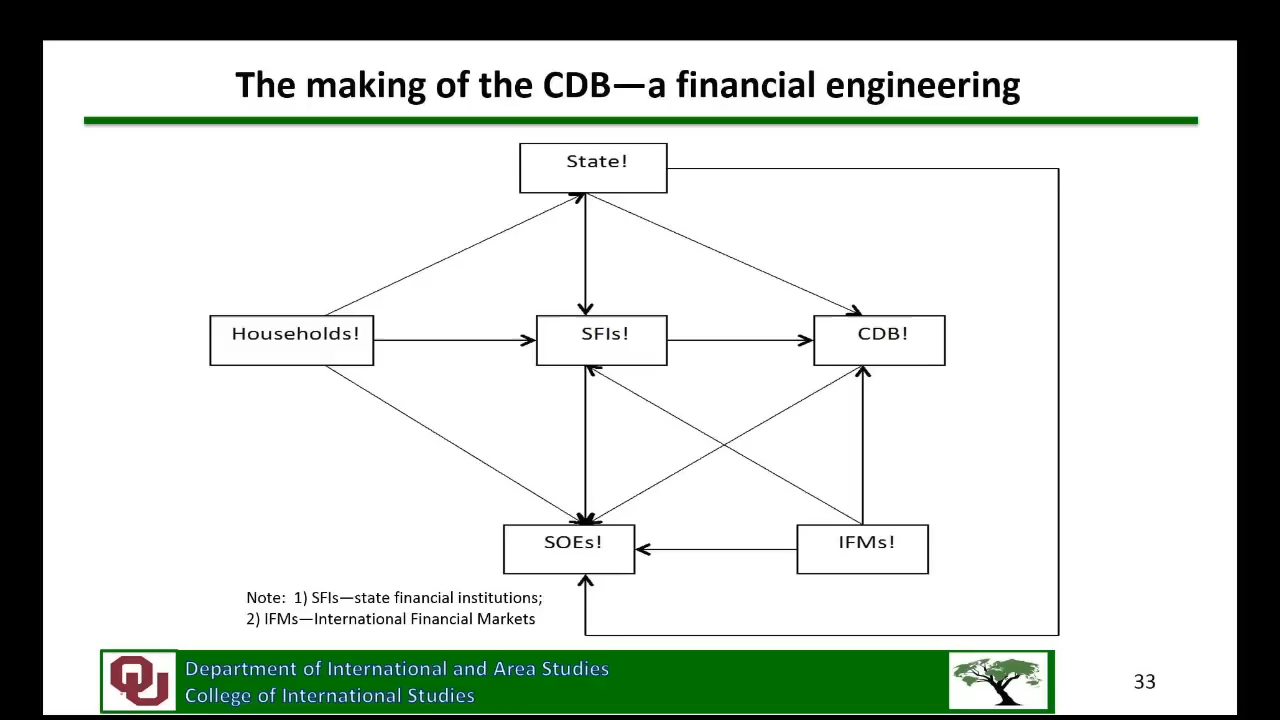 The making of the CDB—a financial engineering
State!
Households!
SFIs!
CDB!
SOEs!
IFMs!
Note:  1) SFIs—state financial institutions;
2) IFMs—International Financial Markets
Department of International and Area Studies
College of International Studies
33